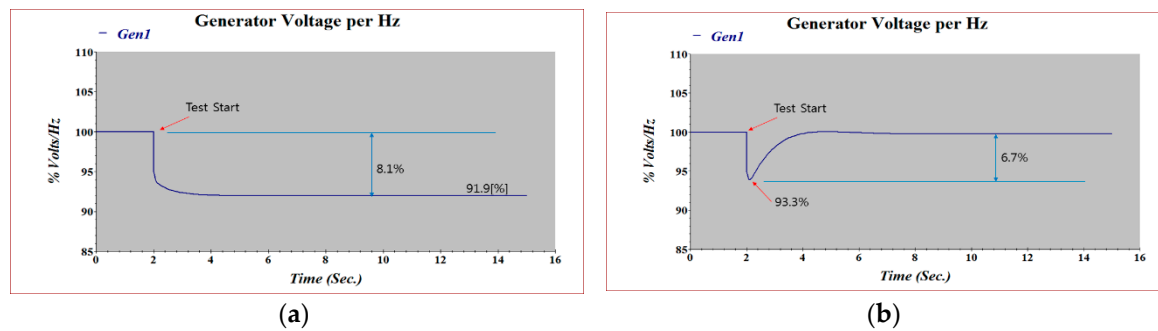 Generator Voltage per Hz
Gen1
110
105
100
95
90
85
% Volts/Hz
Test Start
8.1%
91.9[%]
0 2 4 6 8 10 12 14 16
Time (Sec.)
(a)
Generator Voltage per Hz
Gen1
110
105
100
95
90
85
% Volts/Hz
Test Start
6.7%
93.3%
0 2 4 6 8 10 12 14 16
Time (Sec.)
(b)